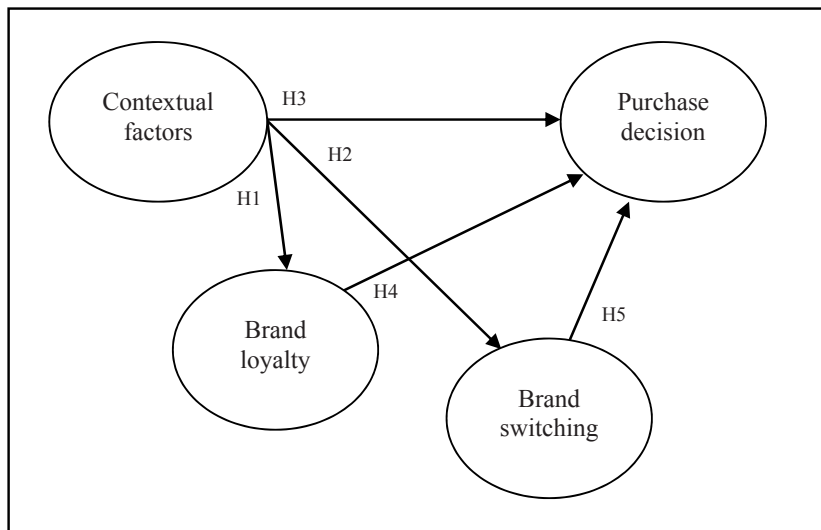 Contextual
factors
H3
Purchase
decision
H2
H1
H4
Brand
loyalty
H5
Brand
switching